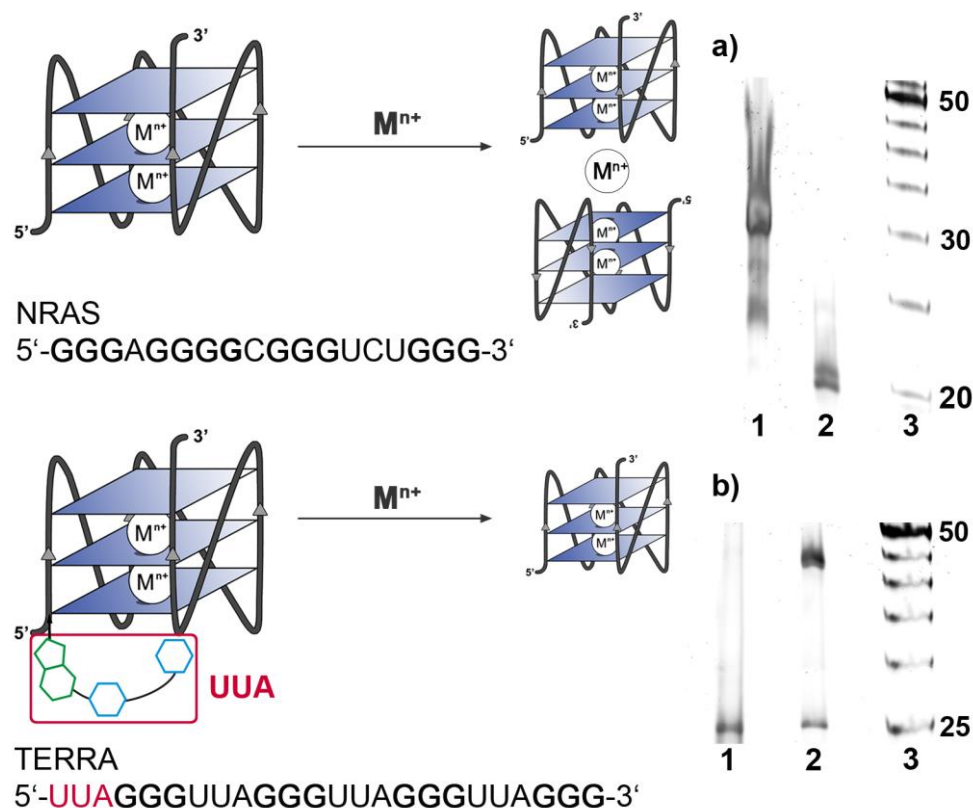 3'
Mn+
Mn+
5'
Mn+
3'
Mn+
Mn+
5'
Mn+
5'
Mn+
Mn+
3'
NRAS
5‘-GGGAGGGGCGGGUCUGGG-3‘
a)
50
30
20
1
2
3
3'
Mn+
Mn+
5'
UUA
Mn+
3'
Mn+
Mn+
5'
TERRA
5‘-UUAGGGUUAGGGUUAGGGUUAGGG-3‘
b)
50
25
1
2
3